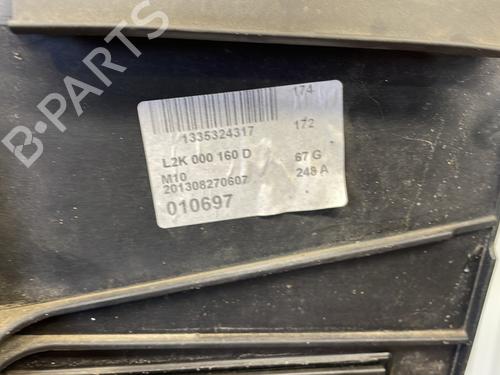 B-PARTS
174
1335324317
172
L2K 000 160 D
67 G
M10
248 A
201308270607
010697